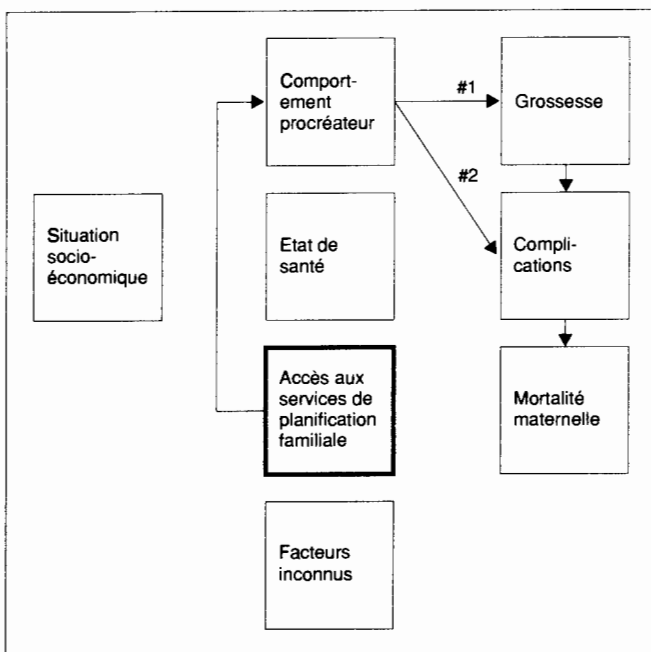 Comport-
ement
procréateur
#1
Grossesse
#2
Situation
socio-
économique
Etat de
santé
Compli-
cations
Accès aux
services de
planification
familiale
Mortalité
maternelle
Facteurs
inconnus